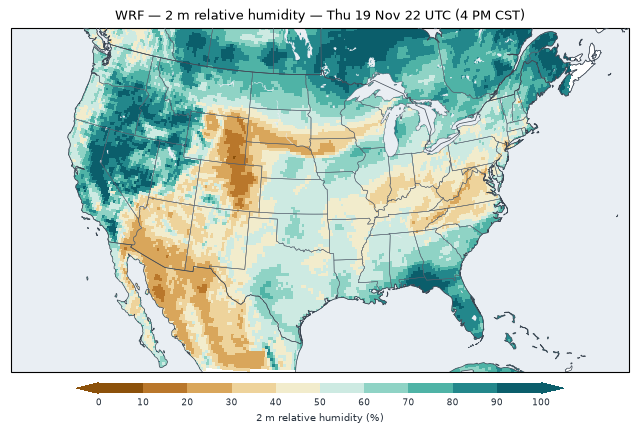 WRF — 2 m relative humidity — Thu 19 Nov 22 UTC (4 PM CST)
0 10 20 30 40 50 60 70 80 90 100
2 m relative humidity (%)